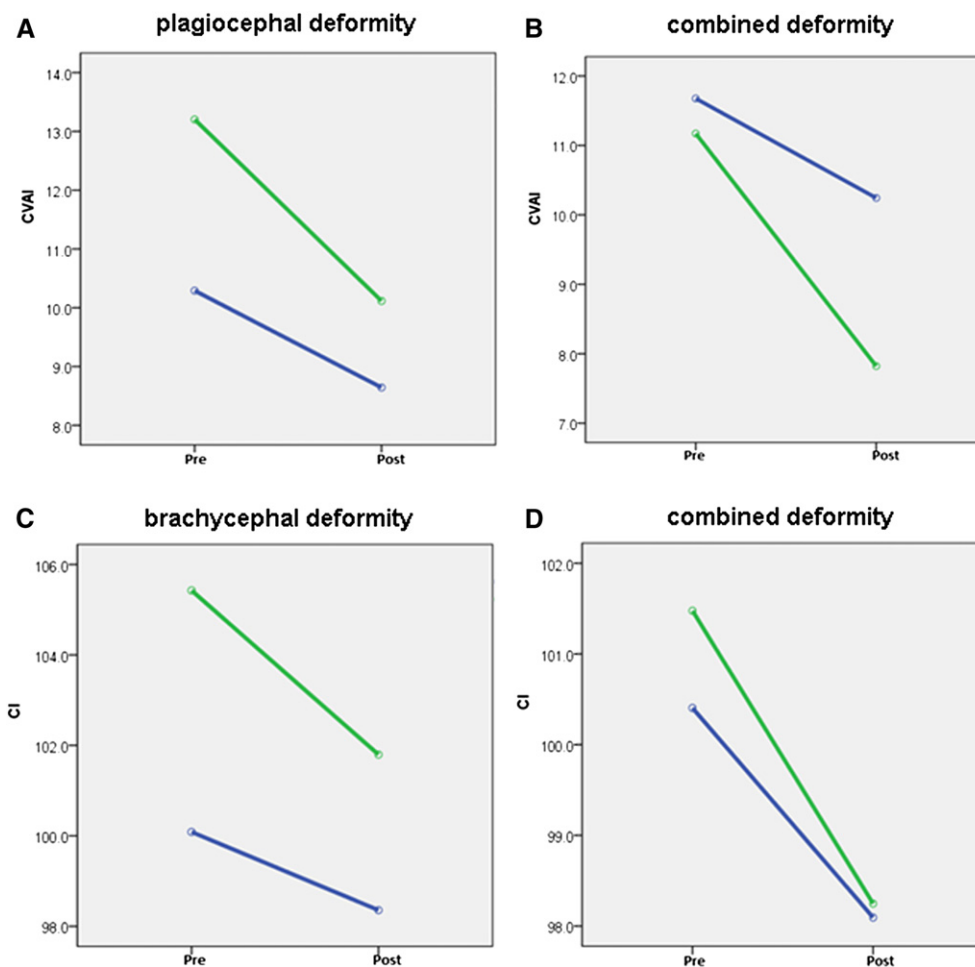 A
plagiocephal deformity
14.0
13.0
12.0
11.0
10.0
9.0
8.0
CVAI
Pre
Post
B
combined deformity
12.0
11.0
10.0
9.0
8.0
7.0
CVAI
Pre
Post
C
brachycephal deformity
106.0
104.0
102.0
100.0
98.0
CI
Pre
Post
D
combined deformity
102.0
101.0
100.0
99.0
98.0
CI
Pre
Post